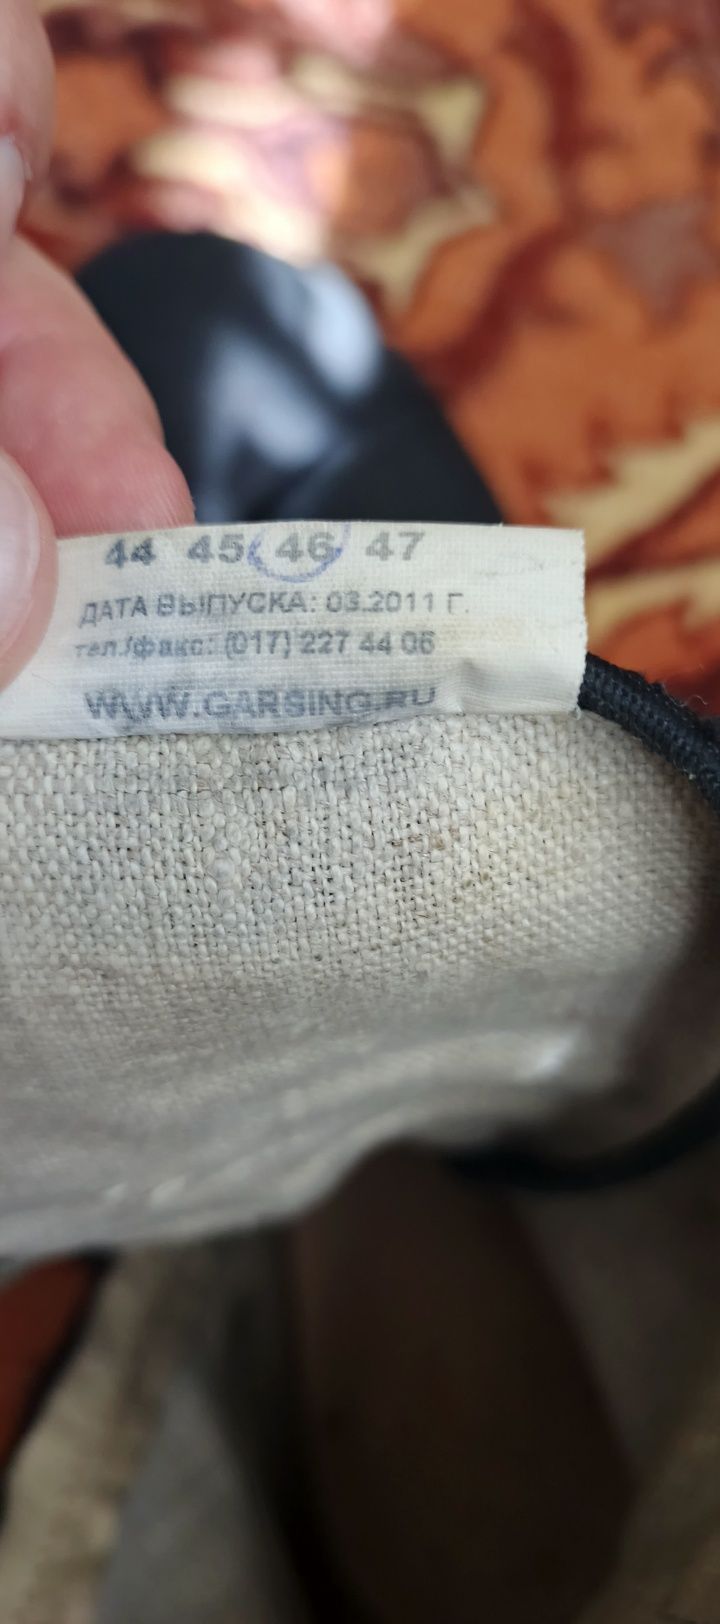 44 45 46 47
ДАТА ВЫПУСКА: 03.2011 Г.
тел./факс: (017) 227 44 06
WWW.GARSING.RU